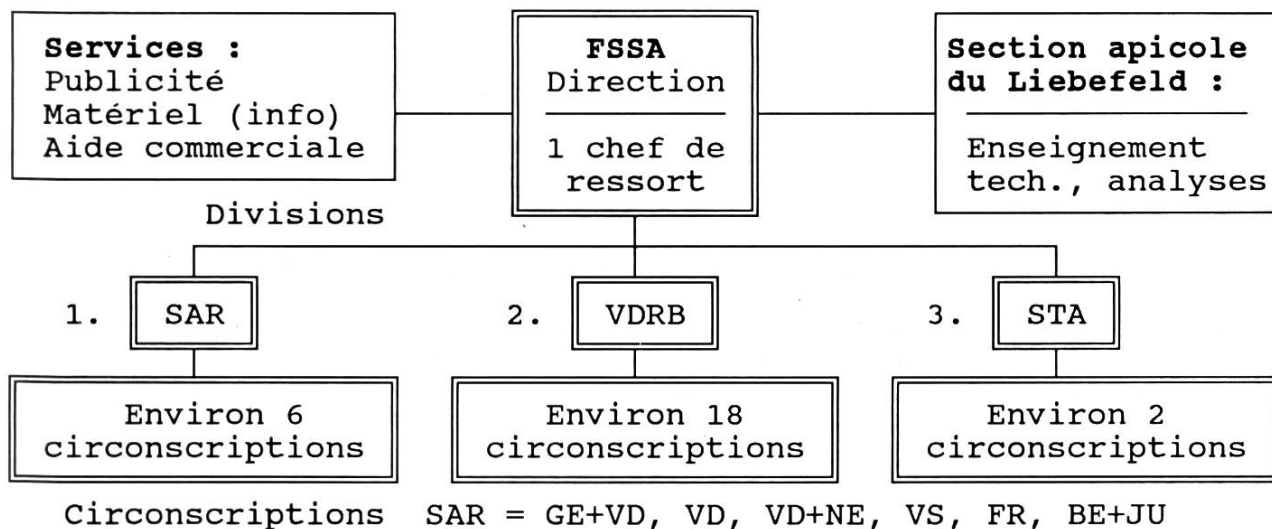 Services :
Publicité
Matériel (info)
Aide commerciale
FSSA
Direction
1 chef de
ressort
Section apicole
du Liebefeld :
Enseignement
tech., analyses
Divisions
1. SAR
2. VDRB
3. STA
Environ 6
circonscriptions
Environ 18
circonscriptions
Environ 2
circonscriptions
Circonscriptions SAR = GE+VD, VD, VD+NE, VS, FR, BE+JU